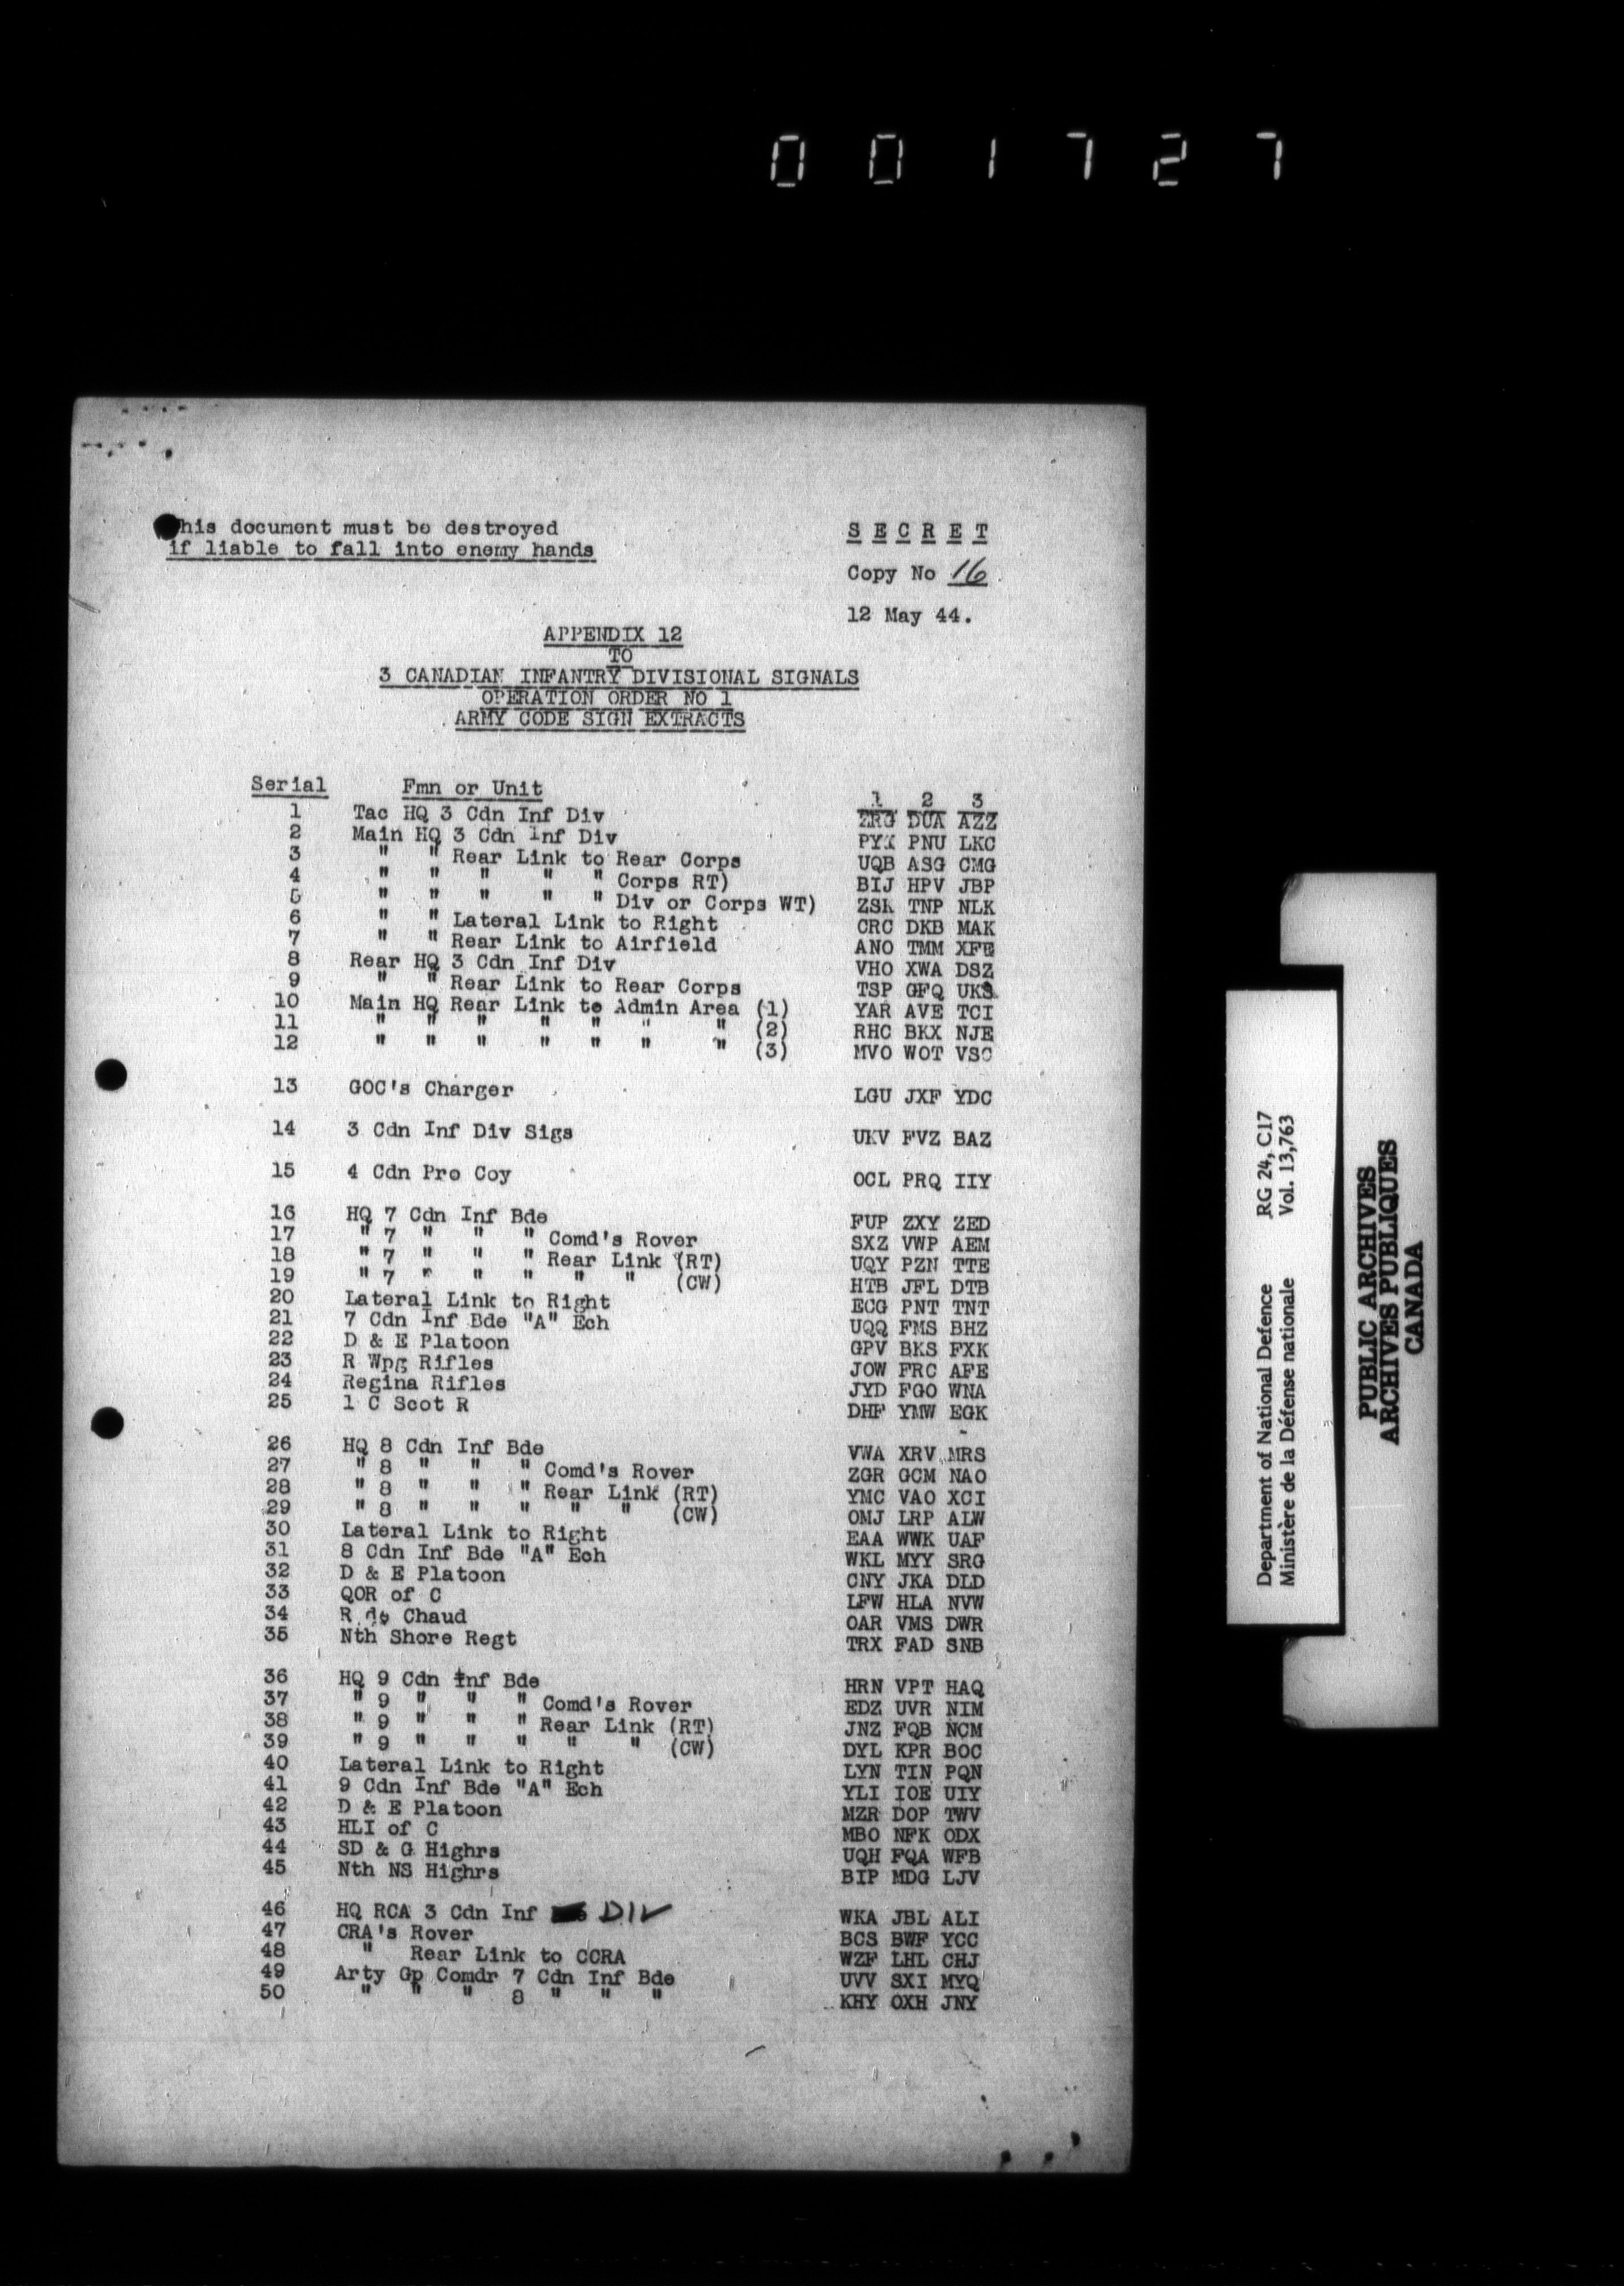 001727
his document must be destroyed
if liable to fall into enemy hands
S E C R E T
Copy No 16
12 May 44.
APPENDIX 12
TO
3 CANADIAN INFANTRY DIVISIONAL SIGNALS
OPERATION ORDER NO 1
ARMY CODE SIGN EXTRACTS
Serial Fmn or Unit 1 2 3
1 Tac HQ 3 Cdn Inf Div ZRG DCA AZZ
2 Main HQ 3 Cdn Inf Div PYX PNU LKC
3 " " Rear Link to Rear Corps UQB ASG CMG
4 " " " " " Corps RT) BIJ HPV JBP
5 " " " " " Div or Corps WT) ZSK TNP NLK
6 " " Lateral Link to Right CRC DKB MAK
7 " " Rear Link to Airfield ANO TMM XFE
8 Rear HQ 3 Cdn Inf Div VHO XWA DSZ
9 " " Rear Link to Rear Corps TSP GFQ UKS
10 Main HQ Rear Link to Admin Area (1) YAR AVE TCI
11 " " " " " " " (2) RHC BKX NJE
12 " " " " " " " (3) MVO WOT VSC
13 GOC's Charger LGU JXF YDC
14 3 Cdn Inf Div Sigs UKV FVZ BAZ
15 4 Cdn Pro Coy OCL PRQ IIY
16 HQ 7 Cdn Inf Bde FUP ZXY ZED
17 " 7 " " " Comd's Rover SXZ VWP AEM
18 " 7 " " " Rear Link (RT) UQY PZN TTE
19 " 7 " " " " " (CW) HTB JFL DTB
20 Lateral Link to Right ECG PNT TNT
21 7 Cdn Inf Bde "A" Ech UQQ FMS BHZ
22 D & E Platoon GPV BKS FXK
23 R Wpg Rifles JOW FRC AFE
24 Regina Rifles JYD FGO WNA
25 1 C Scot R DHF YMW EGK
26 HQ 8 Cdn Inf Bde VWA XRV MRS
27 " 8 " " " Comd's Rover ZGR GCM NAO
28 " 8 " " " Rear Link (RT) YMC VAO XCI
29 " 8 " " " " " (CW) OMJ LRP ALW
30 Lateral Link to Right EAA WWK UAF
31 8 Cdn Inf Bde "A" Ech WKL MYY SRG
32 D & E Platoon CNY JKA DLD
33 QOR of C LFW HLA NVW
34 R de Chaud OAR VMS DWR
35 Nth Shore Regt TRX FAD SNB
36 HQ 9 Cdn Inf Bde HRN VPT HAQ
37 " 9 " " " Comd's Rover EDZ UVR NIM
38 " 9 " " " Rear Link (RT) JNZ FQB NCM
39 " 9 " " " " " (CW) DYL KPR BOC
40 Lateral Link to Right LYN TIN PQN
41 9 Cdn Inf Bde "A" Ech YLI IOE UIY
42 D & E Platoon MZR DOP TWV
43 HLI of C MBO NFK ODX
44 SD & G Highrs UQH FQA WFB
45 Nth NS Highrs BIP MDG LJV
46 HQ RCA 3 Cdn Inf DIV WKA JBL ALI
47 CRA's Rover BCS BWF YCC
48 " Rear Link to CCRA WZF LHL CHJ
49 Arty Gp Comdr 7 Cdn Inf Bde UVV SXI MYQ
50 " " " 8 " " " KHY OXH JNY
Department of National Defence RG 24, C17
Ministère de la Défense nationale Vol. 13,763
PUBLIC ARCHIVES
ARCHIVES PUBLIQUES
CANADA